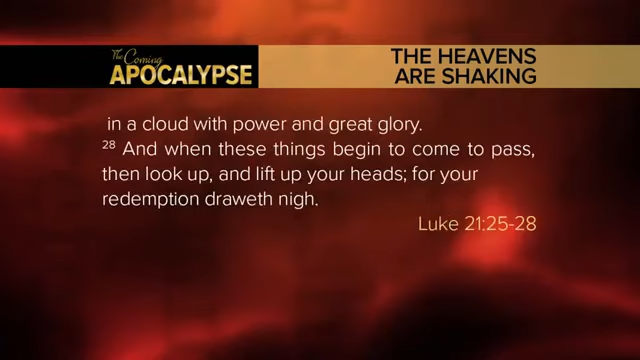 The Coming
APOCALYPSE
THE HEAVENS
ARE SHAKING
in a cloud with power and great glory.
28 And when these things begin to come to pass,
then look up, and lift up your heads; for your
redemption draweth nigh.
Luke 21:25-28